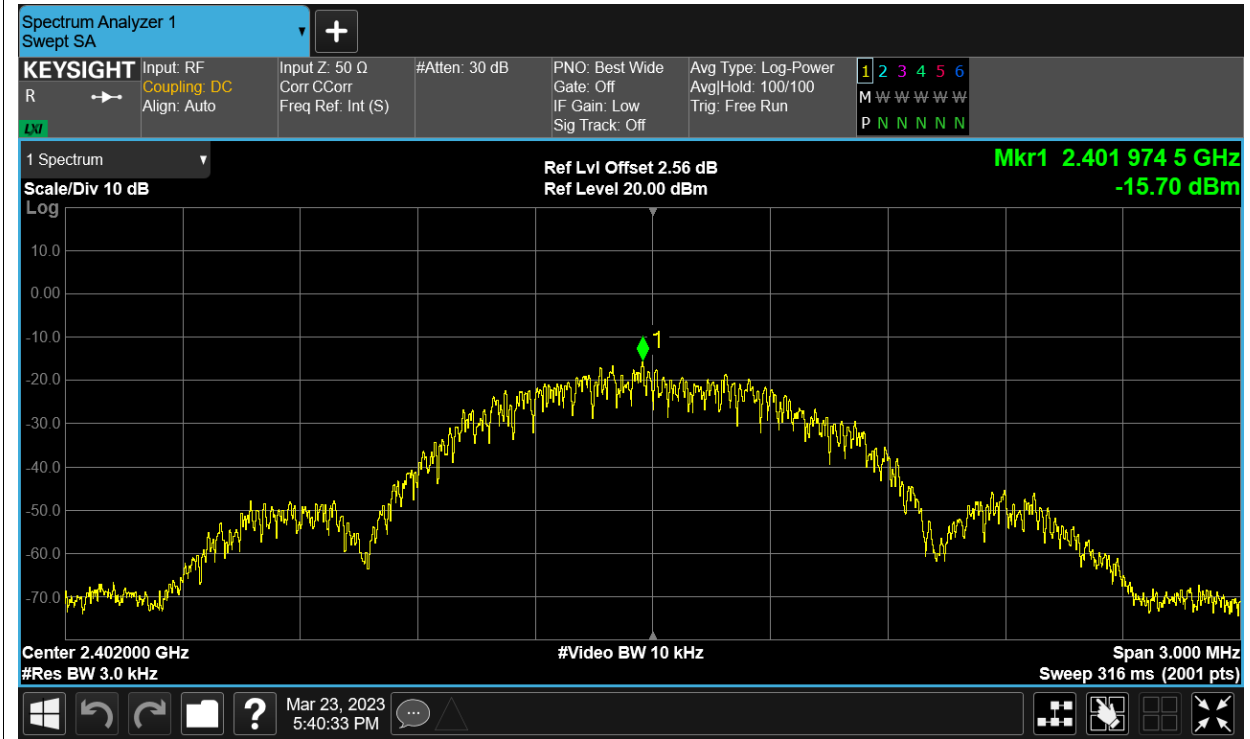 Spectrum Analyzer 1
Swept SA
+
KEYSIGHT
R
LXI
Input: RF
Coupling: DC
Align: Auto
Input Z: 50 Ω
Corr CCorr
Freq Ref: Int (S)
#Atten: 30 dB
PNO: Best Wide
Gate: Off
IF Gain: Low
Sig Track: Off
Avg Type: Log-Power
Avg|Hold: 100/100
Trig: Free Run
1 2 3 4 5 6
M W W W W W
P N N N N N
1 Spectrum
Scale/Div 10 dB
Log
Ref Lvl Offset 2.56 dB
Ref Level 20.00 dBm
Mkr1 2.401 974 5 GHz
-15.70 dBm
10.0
0.00
-10.0
-20.0
-30.0
-40.0
-50.0
-60.0
-70.0
1
Center 2.402000 GHz
#Res BW 3.0 kHz
#Video BW 10 kHz
Span 3.000 MHz
Sweep 316 ms (2001 pts)
?
Mar 23, 2023
5:40:33 PM